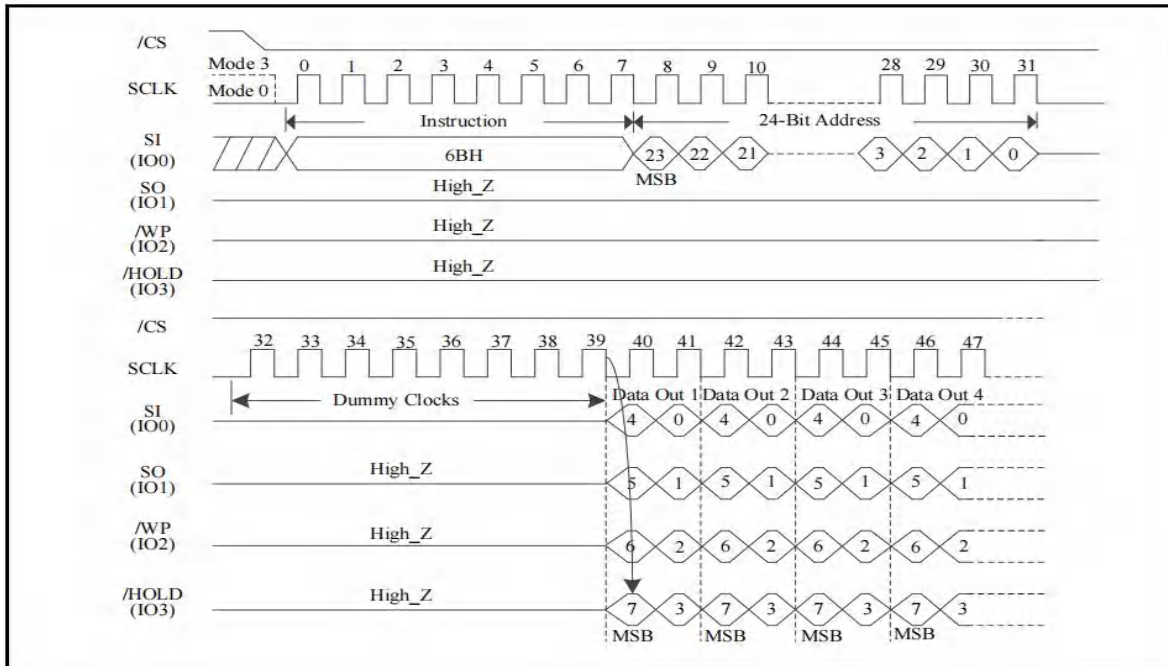 /CS
Mode 3 0 1 2 3 4 5 6 7 8 9 10 28 29 30 31
SCLK Mode 0
Instruction 24-Bit Address
SI
(IO0) 6BH 23 22 21 3 2 1 0
MSB
SO High_Z
(IO1)
/WP High_Z
(IO2)
/HOLD High_Z
(IO3)
/CS
32 33 34 35 36 37 38 39 40 41 42 43 44 45 46 47
SCLK
Dummy Clocks Data Out 1 Data Out 2 Data Out 3 Data Out 4
SI
(IO0) 4 0 4 0 4 0 4 0
SO High_Z
(IO1) 5 1 5 1 5 1 5 1
/WP High_Z
(IO2) 6 2 6 2 6 2 6 2
/HOLD High_Z
(IO3) 7 3 7 3 7 3 7 3
MSB MSB MSB MSB